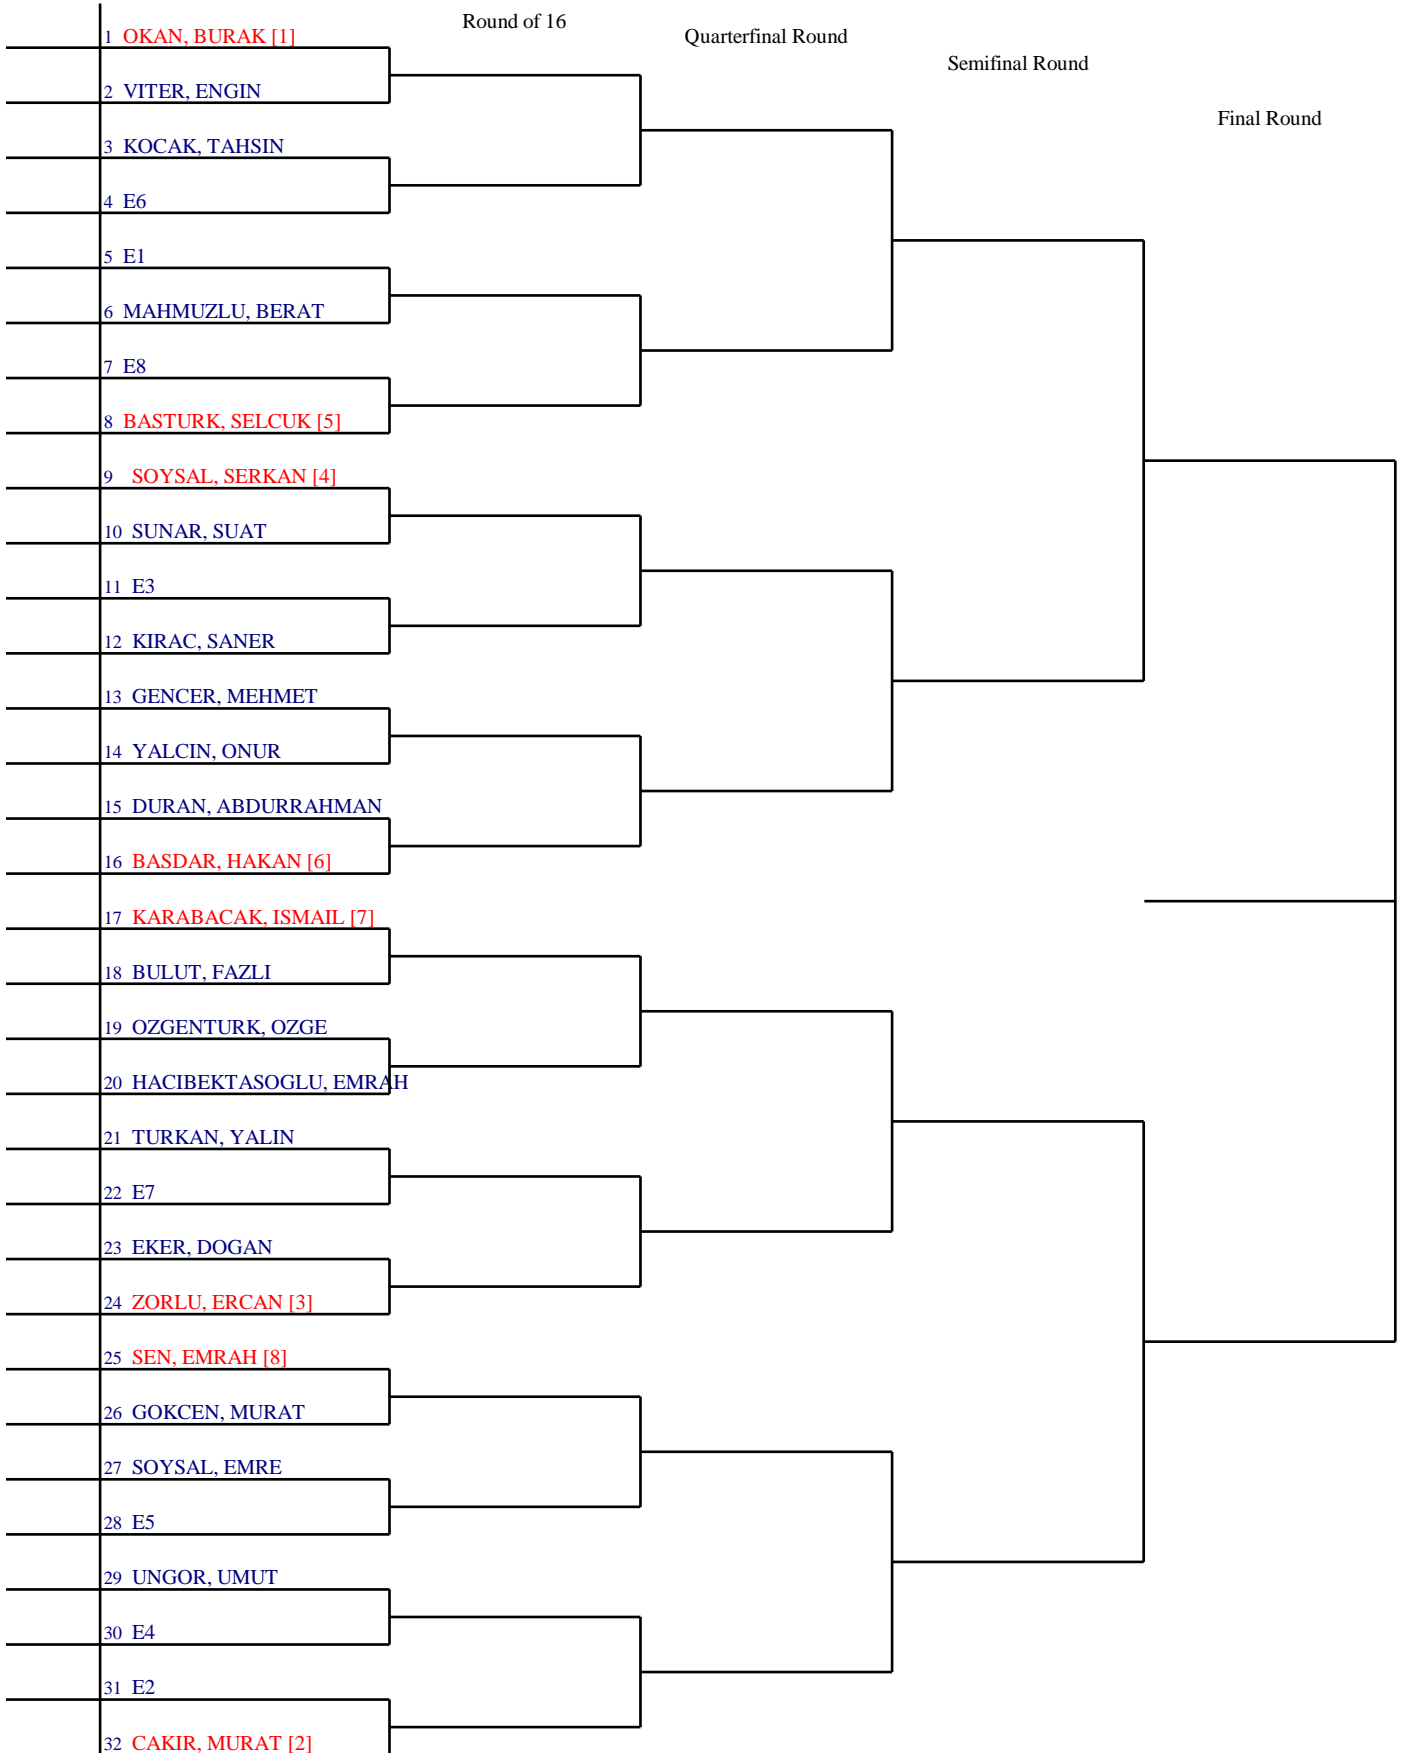 Round of 16
Quarterfinal Round
Semifinal Round
Final Round
1 OKAN, BURAK [1]
2 VITER, ENGIN
3 KOCAK, TAHSIN
4 E6
5 E1
6 MAHMUZLU, BERAT
7 E8
8 BASTURK, SELCUK [5]
9 SOYSAL, SERKAN [4]
10 SUNAR, SUAT
11 E3
12 KIRAC, SANER
13 GENCER, MEHMET
14 YALCIN, ONUR
15 DURAN, ABDURRAHMAN
16 BASDAR, HAKAN [6]
17 KARABACAK, ISMAIL [7]
18 BULUT, FAZLI
19 OZGENTURK, OZGE
20 HACIBEKTASOGLU, EMRAH
21 TURKAN, YALIN
22 E7
23 EKER, DOGAN
24 ZORLU, ERCAN [3]
25 SEN, EMRAH [8]
26 GOKCEN, MURAT
27 SOYSAL, EMRE
28 E5
29 UNGOR, UMUT
30 E4
31 E2
32 CAKIR, MURAT [2]